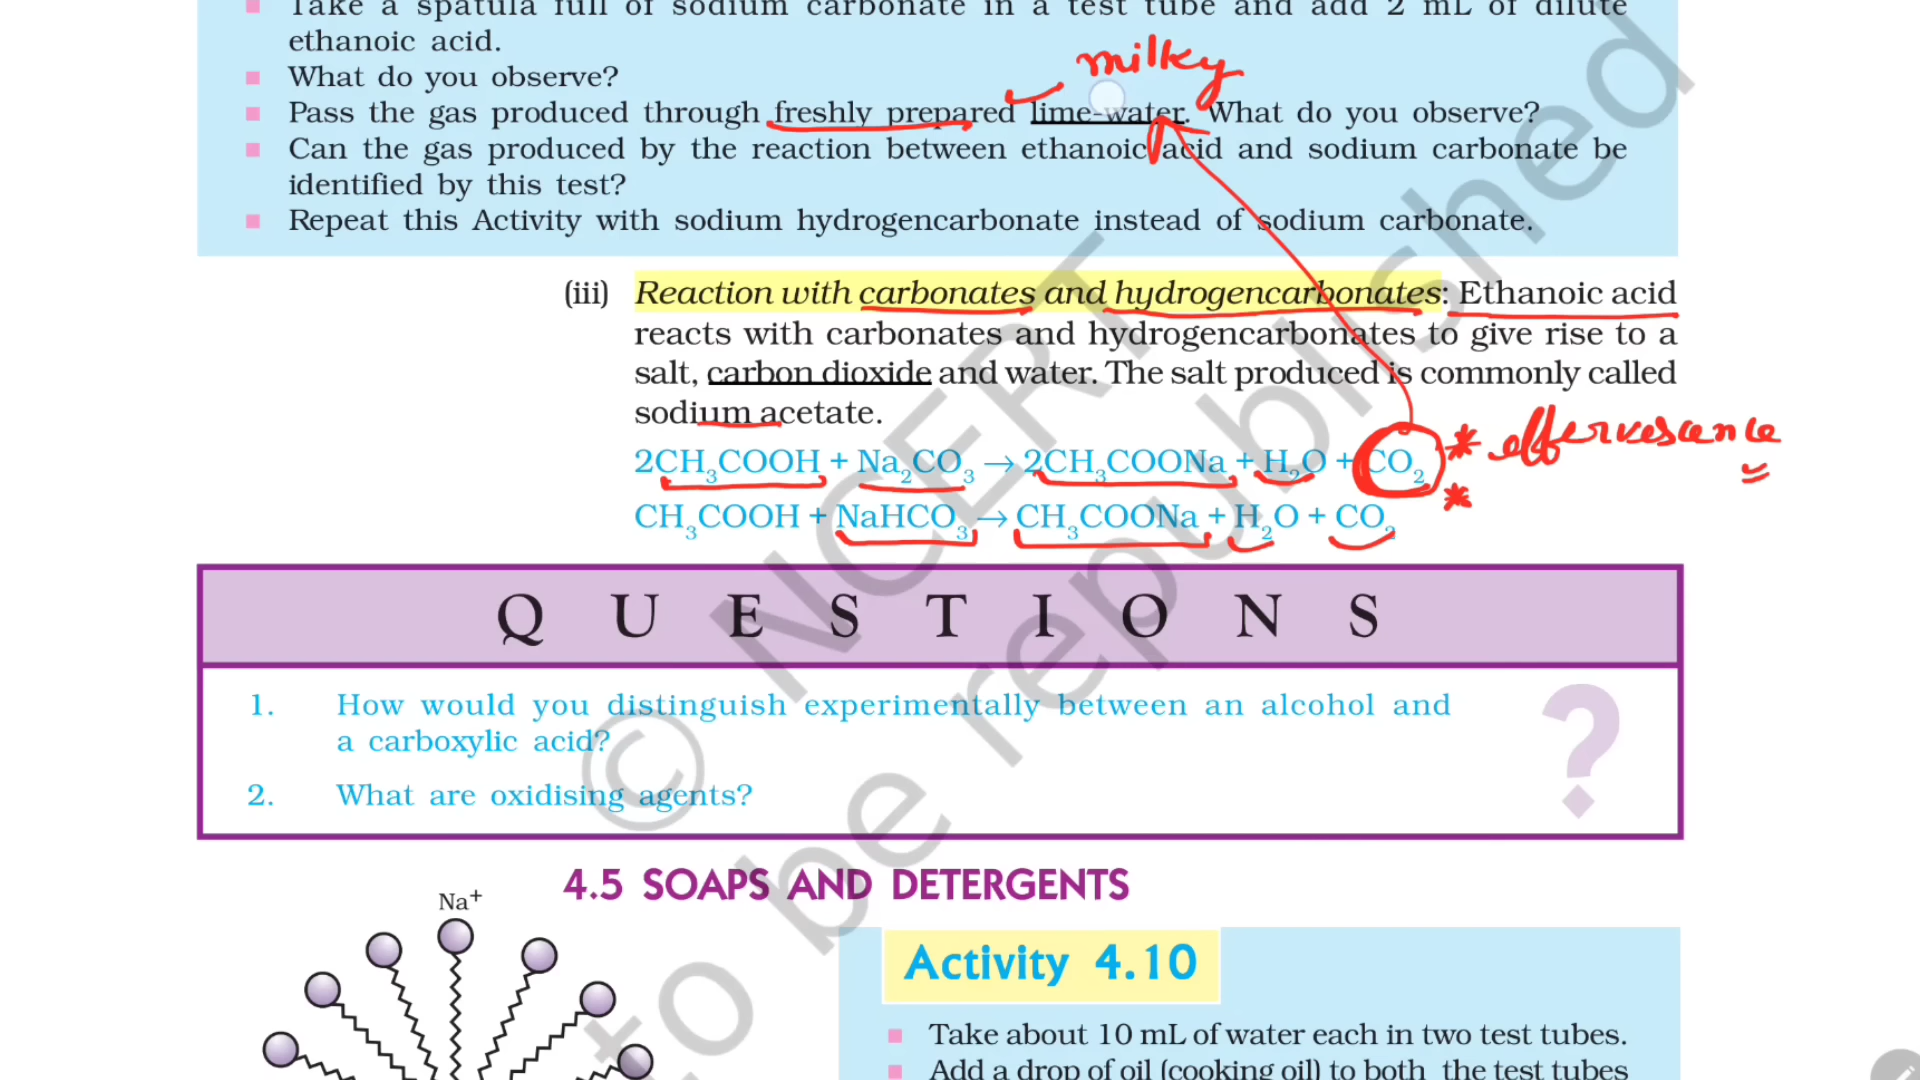 Take a spatula full of sodium carbonate in a test tube and add 2 mL of dilute
ethanoic acid.
milky
What do you observe?
Pass the gas produced through freshly prepared lime-water. What do you observe?
Can the gas produced by the reaction between ethanoic acid and sodium carbonate be
identified by this test?
Repeat this Activity with sodium hydrogencarbonate instead of sodium carbonate.
(iii) Reaction with carbonates and hydrogencarbonates: Ethanoic acid
reacts with carbonates and hydrogencarbonates to give rise to a
salt, carbon dioxide and water. The salt produced is commonly called
sodium acetate.
* effervescence
2CH₃COOH + Na₂CO₃ → 2CH₃COONa + H₂O + CO₂
*
CH₃COOH + NaHCO₃ → CH₃COONa + H₂O + CO₂
QUESTIONS
1. How would you distinguish experimentally between an alcohol and
a carboxylic acid?
2. What are oxidising agents?
?
4.5 SOAPS AND DETERGENTS
Na⁺
Activity 4.10
Take about 10 mL of water each in two test tubes.
Add a drop of oil (cooking oil) to both the test tubes
© NCERT
to be republished